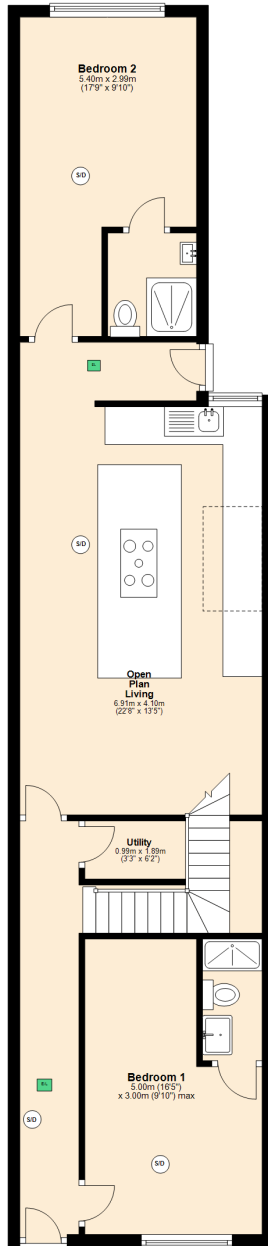 Bedroom 2
5.40m x 2.99m
(17'9" x 9'10")
S/D
EL
S/D
Open
Plan
Living
6.91m x 4.10m
(22'8" x 13'5")
Utility
0.99m x 1.89m
(3'3" x 6'2")
Bedroom 1
5.00m (16'5")
x 3.00m (9'10") max
EL
S/D
S/D